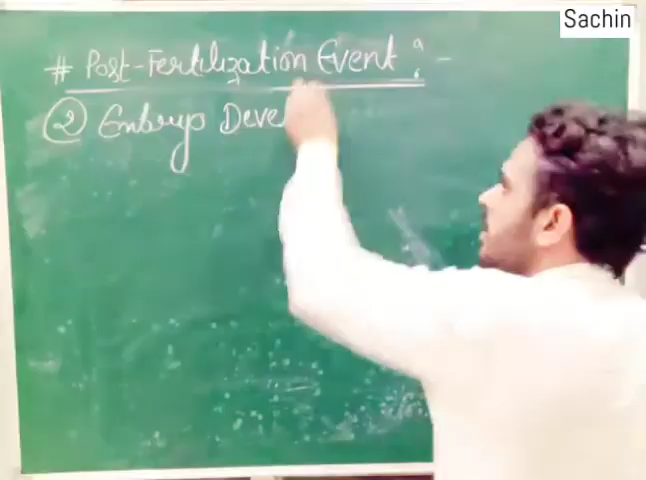 Sachin
# Post-Fertilization Event :-
② Embryo Deve